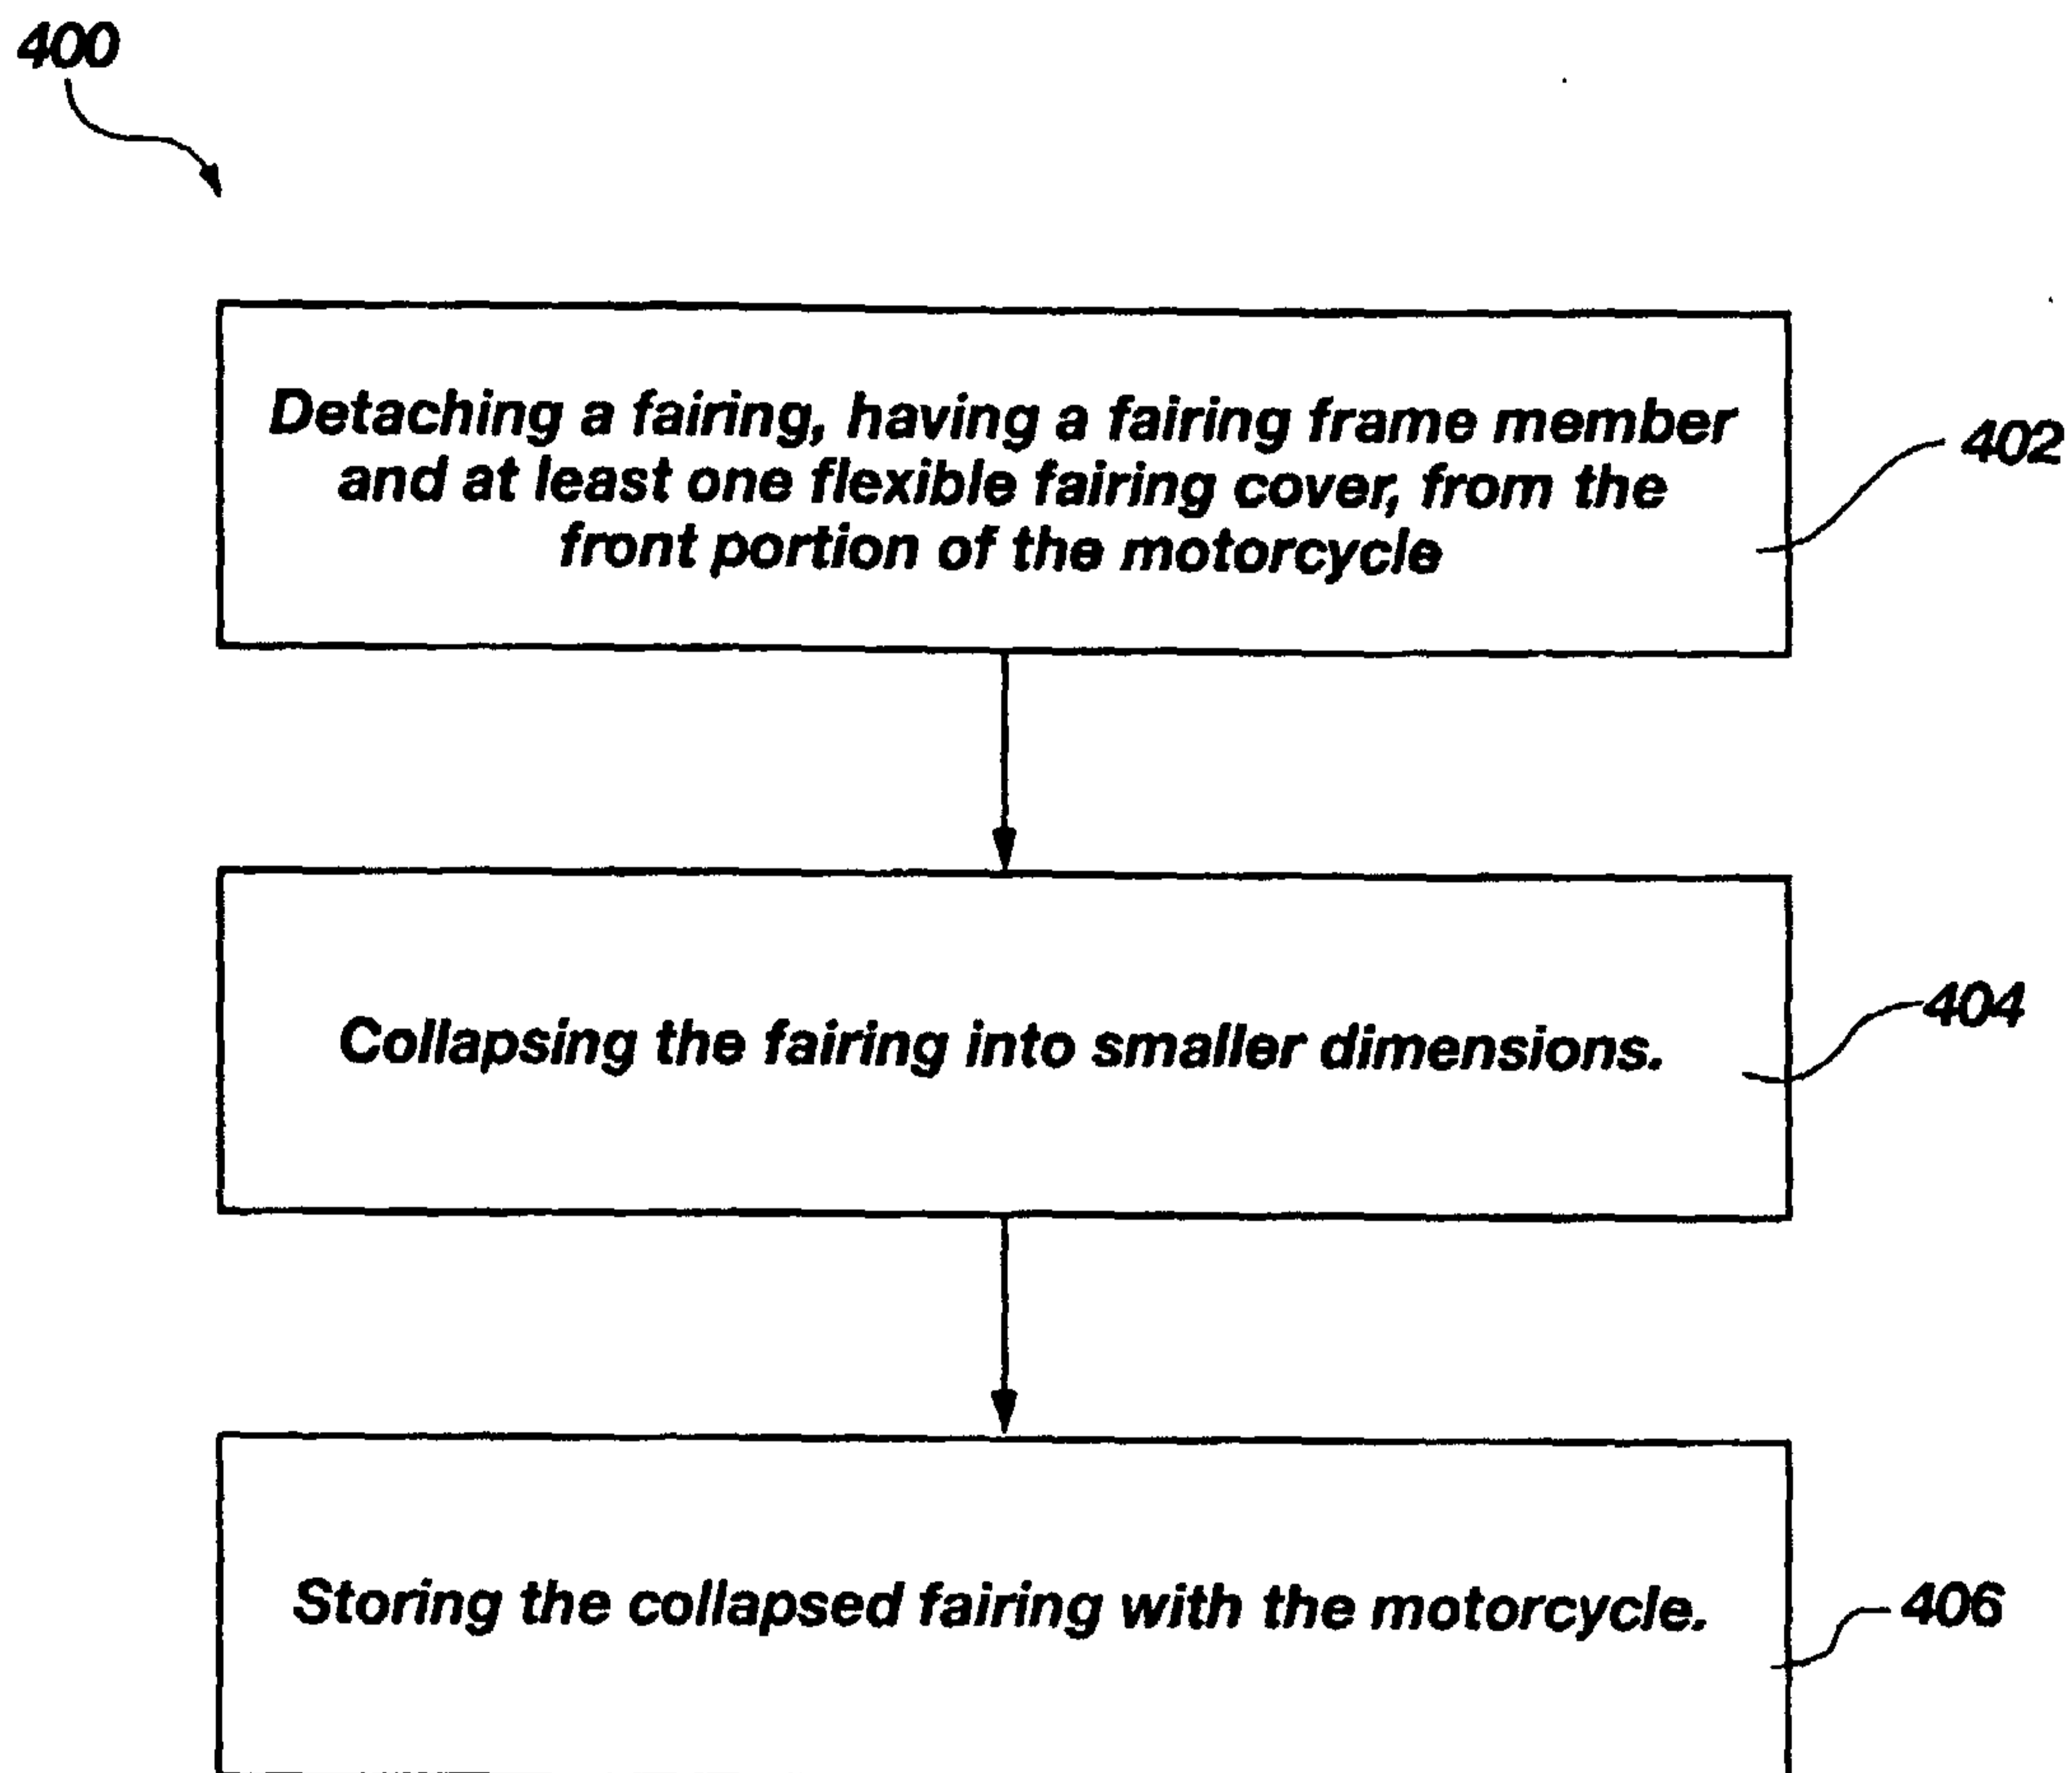 400
Detaching a fairing, having a fairing frame member
and at least one flexible fairing cover, from the
front portion of the motorcycle
402
Collapsing the fairing into smaller dimensions.
404
Storing the collapsed fairing with the motorcycle.
406